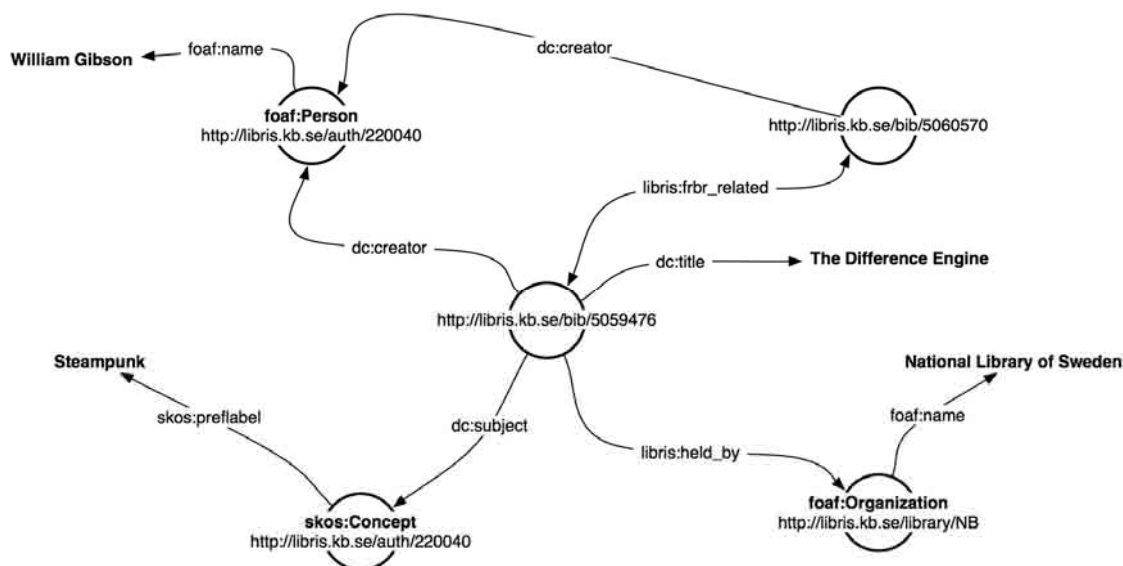 foaf:name
dc:creator
William Gibson
foaf:Person
http://libris.kb.se/auth/220040
http://libris.kb.se/bib/5060570
libris:frbr_related
dc:creator
dc:title
The Difference Engine
http://libris.kb.se/bib/5059476
Steampunk
National Library of Sweden
skos:preflabel
dc:subject
foaf:name
libris:held_by
foaf:Organization
http://libris.kb.se/library/NB
skos:Concept
http://libris.kb.se/auth/220040